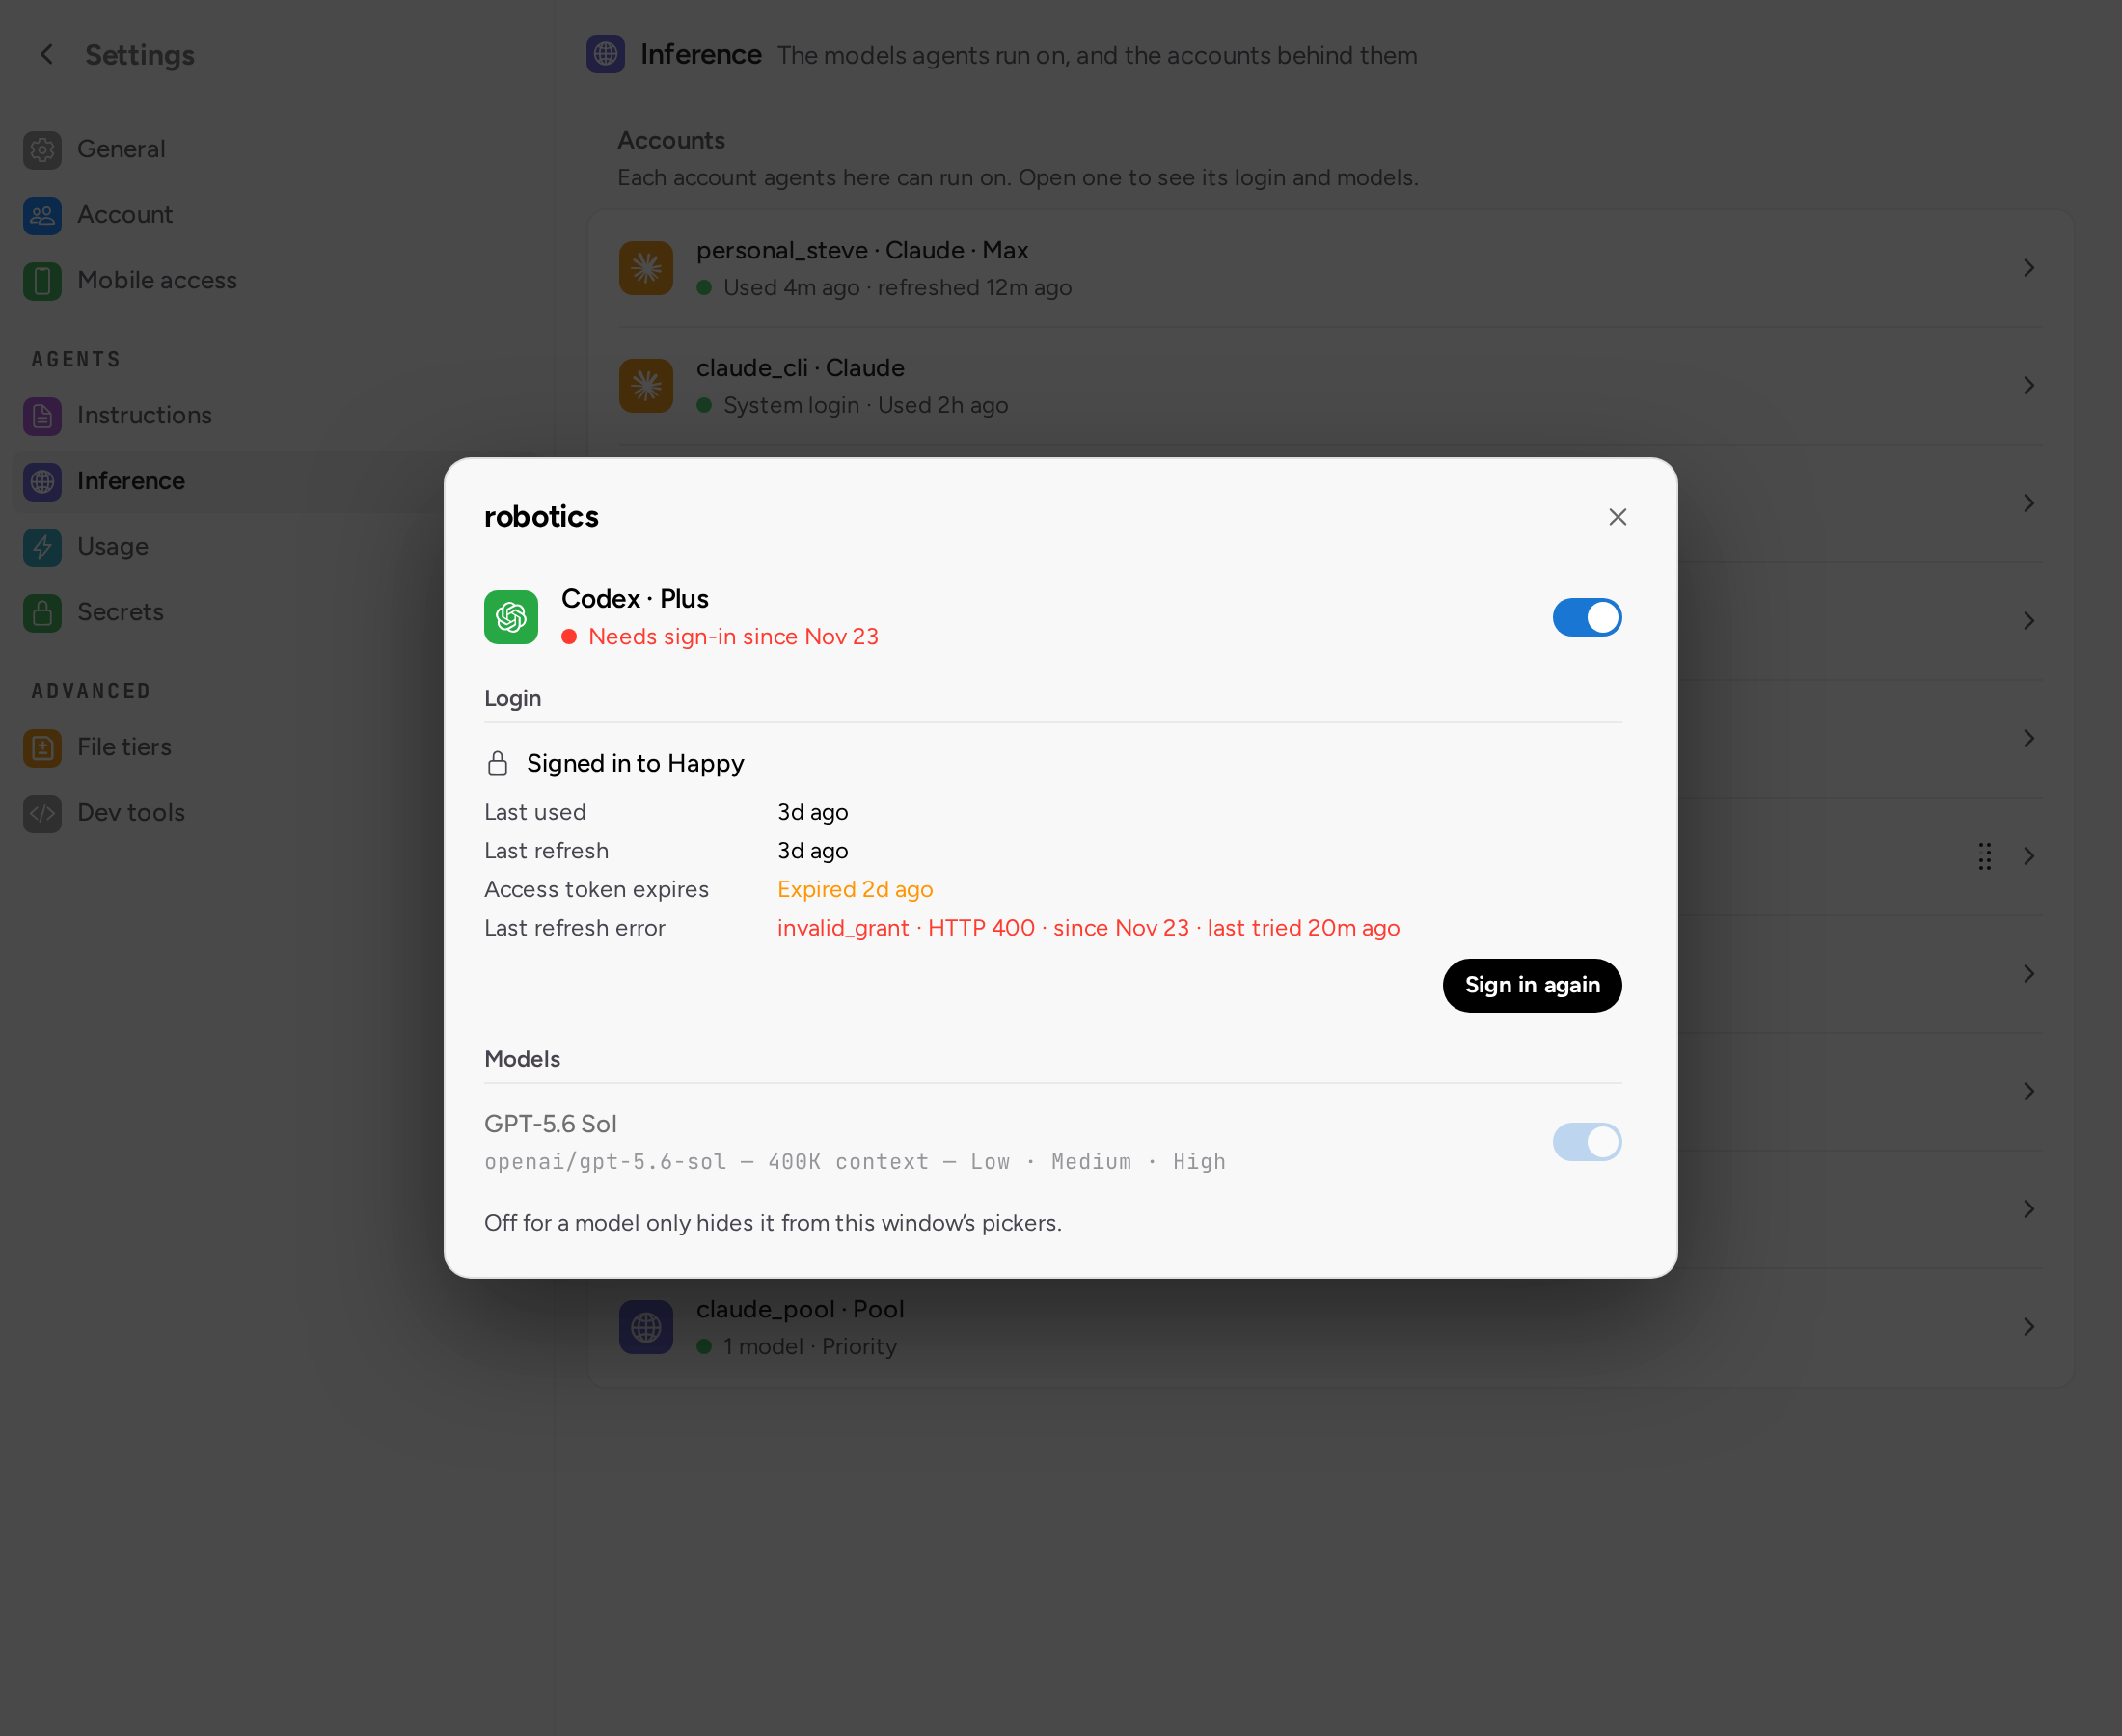 Settings
General
Account
Mobile access
AGENTS
Instructions
Inference
Usage
Secrets
ADVANCED
File tiers
Dev tools
Inference The models agents run on, and the accounts behind them
Accounts
Each account agents here can run on. Open one to see its login and models.
personal_steve · Claude · Max
Used 4m ago · refreshed 12m ago
claude_cli · Claude
System login · Used 2h ago
robotics
Codex · Plus
Needs sign-in since Nov 23
Login
Signed in to Happy
Last used 3d ago
Last refresh 3d ago
Access token expires Expired 2d ago
Last refresh error invalid_grant · HTTP 400 · since Nov 23 · last tried 20m ago
Sign in again
Models
GPT-5.6 Sol
openai/gpt-5.6-sol — 400K context — Low · Medium · High
Off for a model only hides it from this window’s pickers.
claude_pool · Pool
1 model · Priority